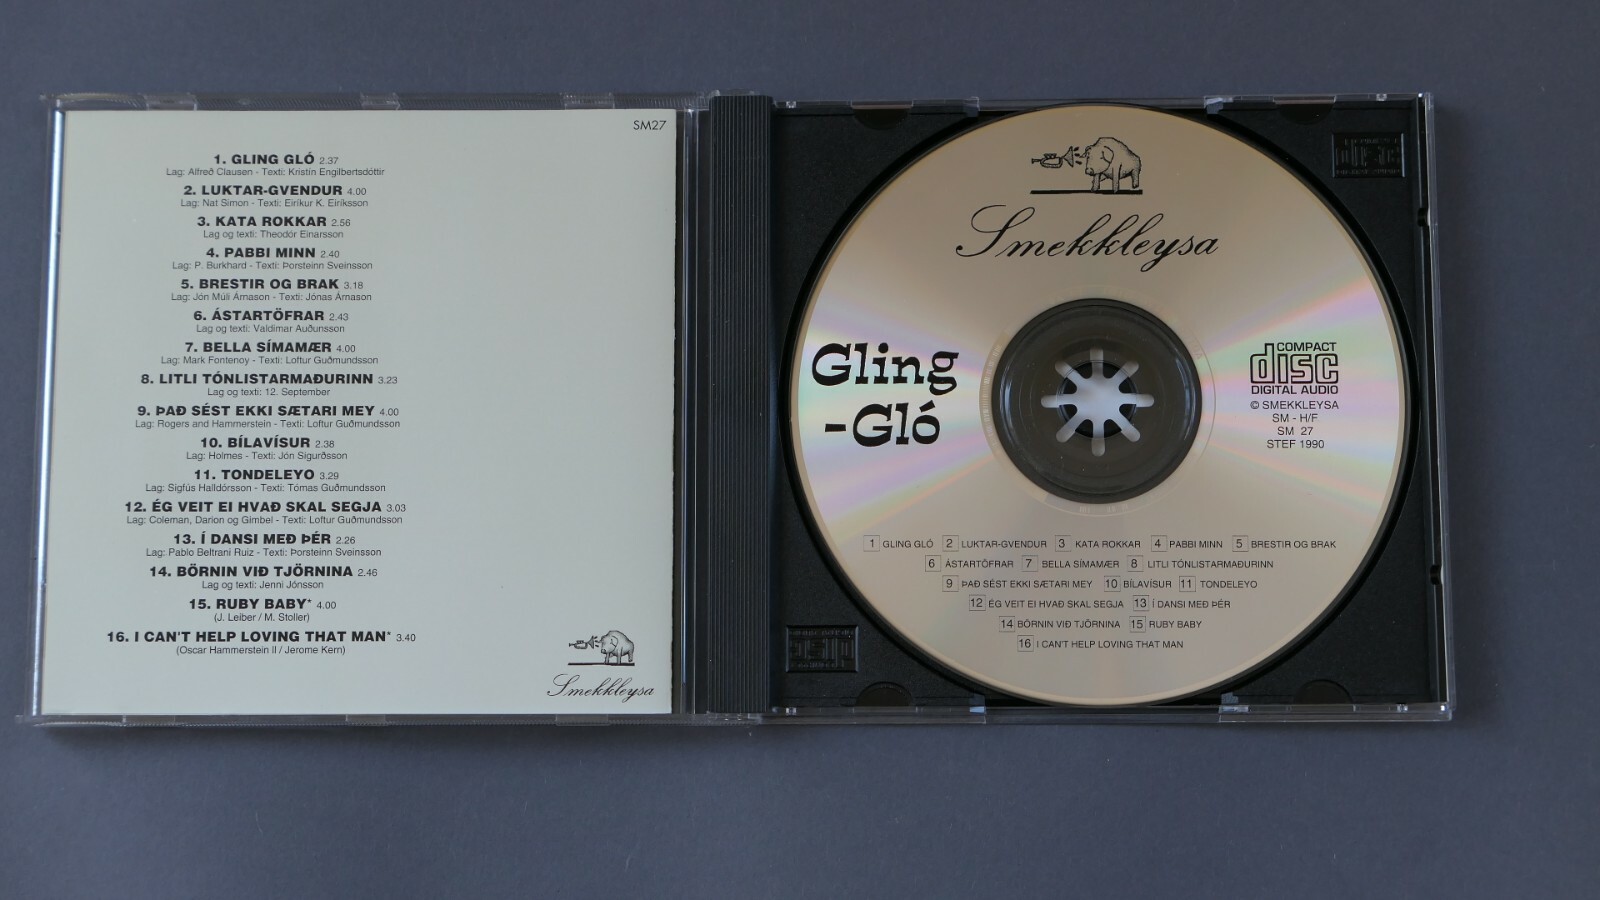 SM27
1. GLING GLÓ 2.37
Lag: Alfreð Clausen - Texti: Kristín Engilbertsdóttir
2. LUKTAR-GVENDUR 4.00
Lag: Nat Simon - Texti: Eiríkur K. Eiríksson
3. KATA ROKKAR 2.56
Lag og texti: Theodór Einarsson
4. PABBI MINN 2.40
Lag: P. Burkhard - Texti: Þorsteinn Sveinsson
5. BRESTIR OG BRAK 3.18
Lag: Jón Múli Árnason - Texti: Jónas Árnason
6. ÁSTARTÖFRAR 2.43
Lag og texti: Valdimar Auðunsson
7. BELLA SÍMAMÆR 4.00
Lag: Mark Fontenoy - Texti: Loftur Guðmundsson
8. LITLI TÓNLISTARMAÐURINN 3.23
Lag og texti: 12. September
9. ÞAÐ SÉST EKKI SÆTARI MEY 4.00
Lag: Rogers and Hammerstein - Texti: Loftur Guðmundsson
10. BÍLAVÍSUR 2.38
Lag: Holmes - Texti: Jón Sigurðsson
11. TONDELEYO 3.29
Lag: Sigfús Halldórsson - Texti: Tómas Guðmundsson
12. ÉG VEIT EI HVAÐ SKAL SEGJA 3.03
Lag: Coleman, Darion og Gimbel - Texti: Loftur Guðmundsson
13. Í DANSI MEÐ ÞÉR 2.26
Lag: Pablo Beltrani Ruiz - Texti: Þorsteinn Sveinsson
14. BÖRNIN VIÐ TJÖRNINA 2.46
Lag og texti: Jenni Jónsson
15. RUBY BABY* 4.00
(J. Leiber / M. Stoller)
16. I CAN'T HELP LOVING THAT MAN* 3.40
(Oscar Hammerstein II / Jerome Kern)
Smekkleysa
Smekkleysa
Gling
-Gló
COMPACT
disc
DIGITAL AUDIO
© SMEKKLEYSA
SM - H/F
SM 27
STEF 1990
1 GLING GLÓ 2 LUKTAR-GVENDUR 3 KATA ROKKAR 4 PABBI MINN 5 BRESTIR OG BRAK
6 ÁSTARTÖFRAR 7 BELLA SÍMAMÆR 8 LITLI TÓNLISTARMAÐURINN
9 ÞAÐ SÉST EKKI SÆTARI MEY 10 BÍLAVÍSUR 11 TONDELEYO
12 ÉG VEIT EI HVAÐ SKAL SEGJA 13 Í DANSI MEÐ ÞÉR
14 BÖRNIN VIÐ TJÖRNINA 15 RUBY BABY
16 I CAN'T HELP LOVING THAT MAN
disc